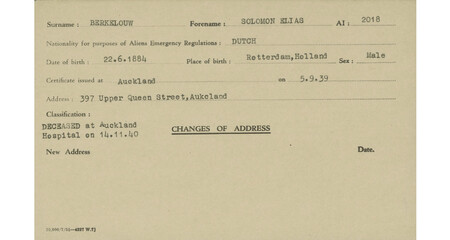 Surname : BERKELOUW Forename : SOLOMON ELIAS AI : 2018
Nationality for purposes of Aliens Emergency Regulations : DUTCH
Date of birth : 22.6.1884 Place of birth : Rotterdam,Holland Sex : Male
Certificate issued at Auckland on 5.9.39
Address : 397 Upper Queen Street,Auckland
Classification :
DECEASED at Auckland
Hospital on 14.11.40
CHANGES OF ADDRESS
New Address Date.